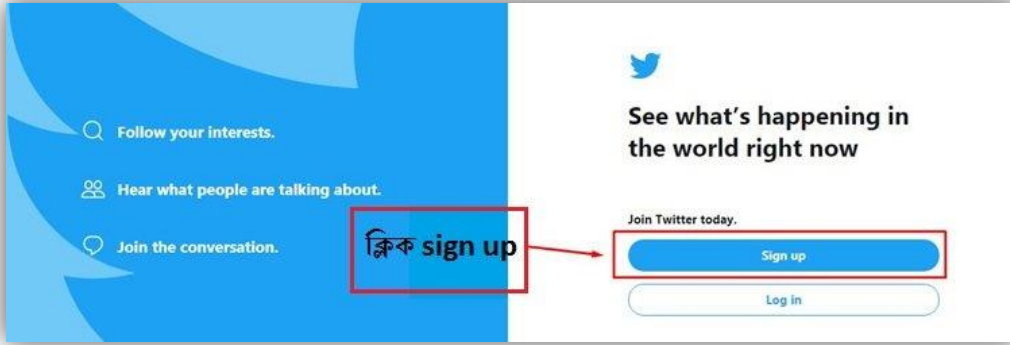 Follow your interests.
Hear what people are talking about.
Join the conversation.
ক্লিক sign up
See what's happening in
the world right now
Join Twitter today.
Sign up
Log in